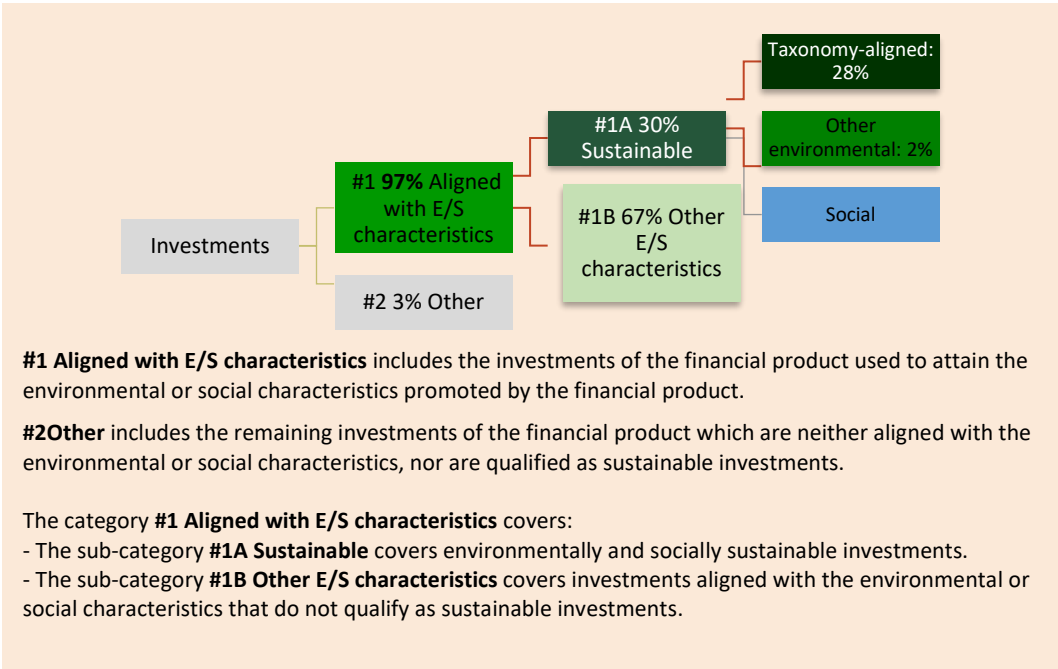 Taxonomy-aligned:
28%
#1A 30%
Sustainable
Other
environmental: 2%
#1 97% Aligned
with E/S
characteristics
#1B 67% Other
E/S
characteristics
Social
Investments
#2 3% Other
#1 Aligned with E/S characteristics includes the investments of the financial product used to attain the
environmental or social characteristics promoted by the financial product.
#2Other includes the remaining investments of the financial product which are neither aligned with the
environmental or social characteristics, nor are qualified as sustainable investments.
The category #1 Aligned with E/S characteristics covers:
- The sub-category #1A Sustainable covers environmentally and socially sustainable investments.
- The sub-category #1B Other E/S characteristics covers investments aligned with the environmental or
social characteristics that do not qualify as sustainable investments.